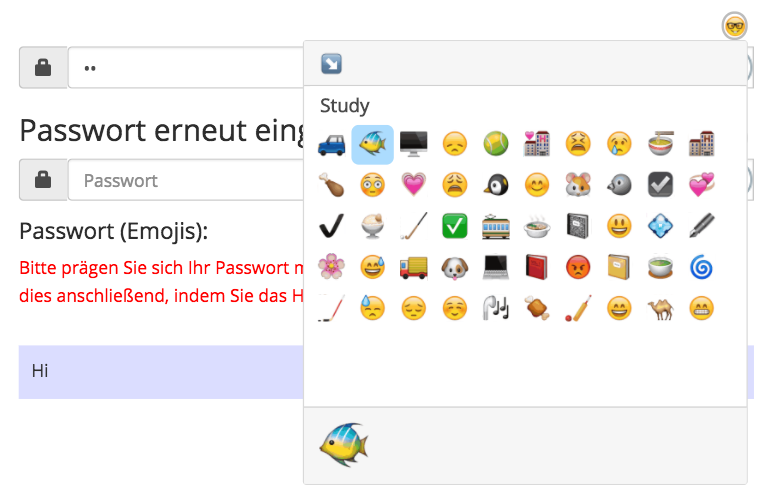 ••
Study
Passwort erneut eing
Passwort
Passwort (Emojis):
Bitte prägen Sie sich Ihr Passwort m
dies anschließend, indem Sie das H
Hi